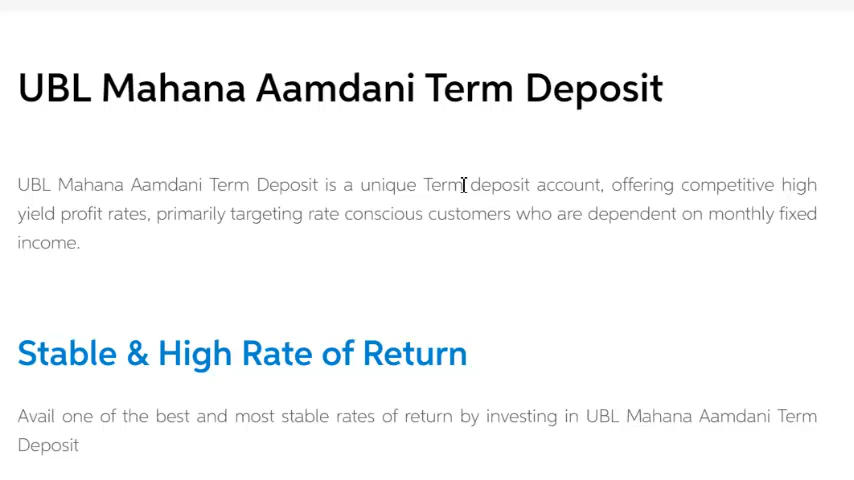 UBL Mahana Aamdani Term Deposit
UBL Mahana Aamdani Term Deposit is a unique Term deposit account, offering competitive high
yield profit rates, primarily targeting rate conscious customers who are dependent on monthly fixed
income.
Stable & High Rate of Return
Avail one of the best and most stable rates of return by investing in UBL Mahana Aamdani Term
Deposit